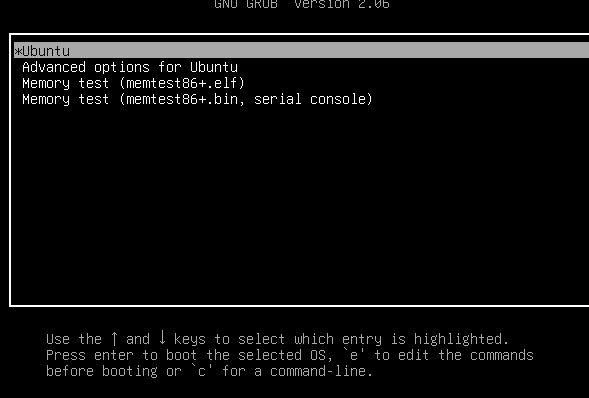 GNU GRUB version 2.06
*Ubuntu
Advanced options for Ubuntu
Memory test (memtest86+.elf)
Memory test (memtest86+.bin, serial console)
Use the ↑ and ↓ keys to select which entry is highlighted.
Press enter to boot the selected OS, `e' to edit the commands
before booting or `c' for a command-line.